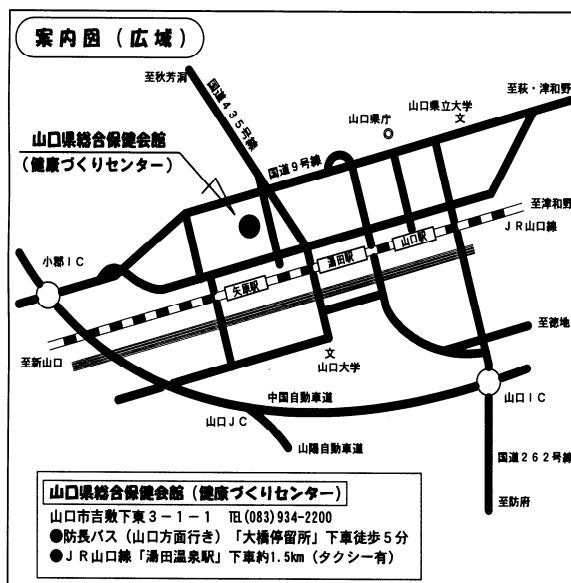 案内図（広域）
至秋芳洞
国道435号線
至萩・津和野
山口県立大学
文
山口県庁
山口県総合保健会館
(健康づくりセンター)
国道9号線
至津和野
JR山口線
小郡IC
山口駅
湯田駅
矢原駅
至徳地
至新山口
文
山口大学
中国自動車道
山口IC
山口JC
山陽自動車道
国道262号線
至防府
山口県総合保健会館（健康づくりセンター）
山口市吉敷下東3-1-1 TEL(083)934-2200
●防長バス（山口方面行き）「大橋停留所」下車徒歩5分
●JR山口線「湯田温泉駅」下車約1.5km（タクシー有）